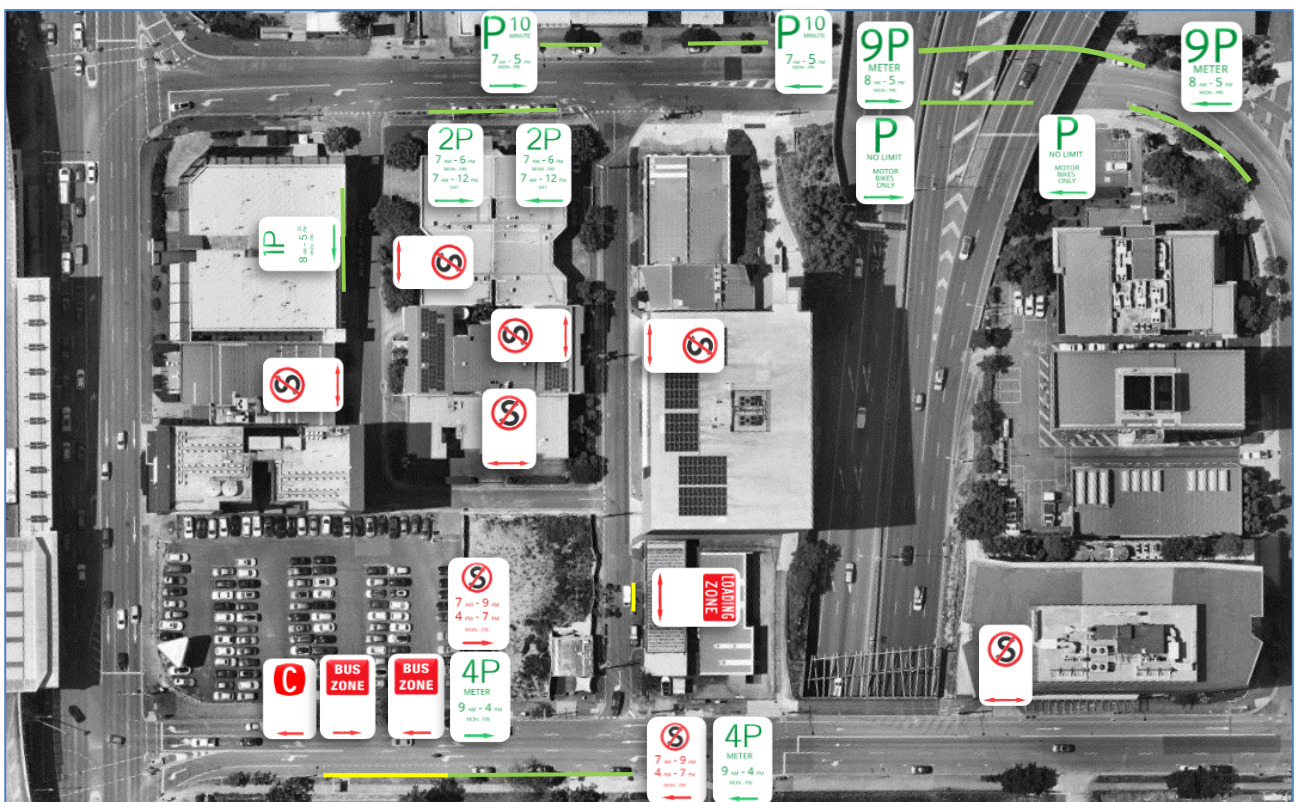 P 10
MINUTE
7 AM - 5 PM
MON - FRI
P 10
MINUTE
7 AM - 5 PM
MON - FRI
9P
METER
8 AM - 5 PM
MON - FRI
9P
METER
8 AM - 5 PM
MON - FRI
2P
7 AM - 6 PM
MON - FRI
7 AM - 12 PM
SAT
2P
7 AM - 6 PM
MON - FRI
7 AM - 12 PM
SAT
P
NO LIMIT
MOTOR
BIKES
ONLY
P
NO LIMIT
MOTOR
BIKES
ONLY
1P
8 AM - 5 PM
MON - FRI
S
S
S
S
S
S
7 AM - 9 AM
4 PM - 7 PM
MON - FRI
LOADING
ZONE
S
C
BUS
ZONE
BUS
ZONE
4P
METER
9 AM - 4 PM
MON - FRI
S
7 AM - 9 AM
4 PM - 7 PM
MON - FRI
4P
METER
9 AM - 4 PM
MON - FRI